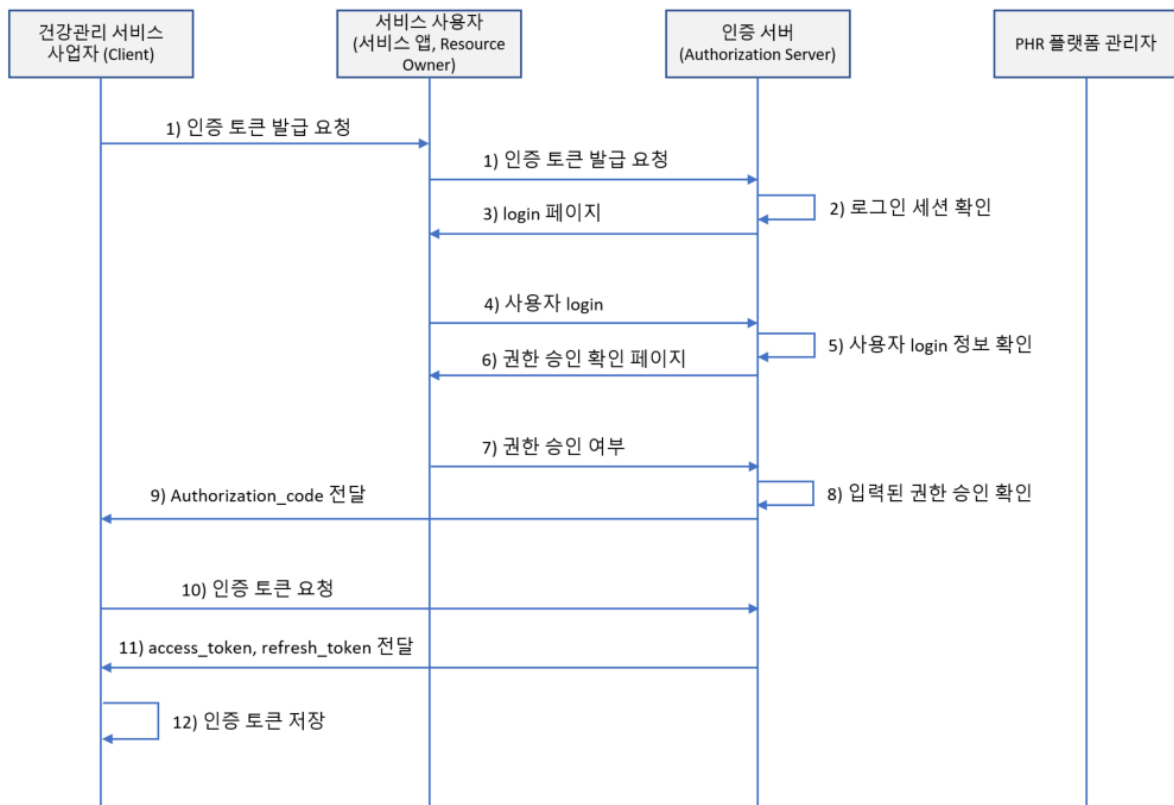 건강관리 서비스
사업자 (Client)
서비스 사용자
(서비스 앱, Resource
Owner)
인증 서버
(Authorization Server)
PHR 플랫폼 관리자
1) 인증 토큰 발급 요청
1) 인증 토큰 발급 요청
2) 로그인 세션 확인
3) login 페이지
4) 사용자 login
5) 사용자 login 정보 확인
6) 권한 승인 확인 페이지
7) 권한 승인 여부
8) 입력된 권한 승인 확인
9) Authorization_code 전달
10) 인증 토큰 요청
11) access_token, refresh_token 전달
12) 인증 토큰 저장